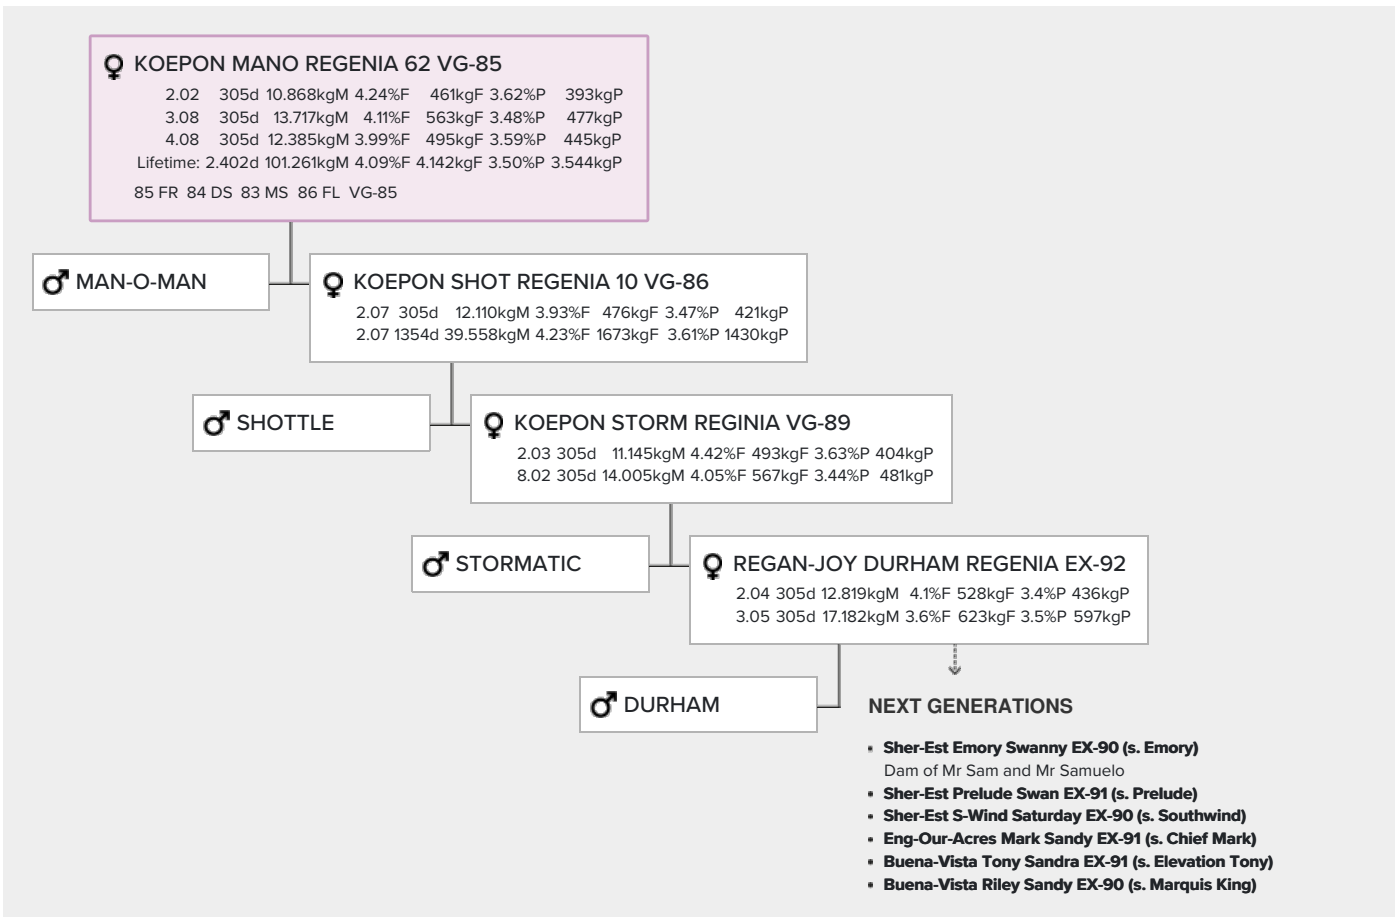 KOEPON MANO REGENIA 62 VG-85
2.02 305d 10.868kgM 4.24%F 461kgF 3.62%P 393kgP
3.08 305d 13.717kgM 4.11%F 563kgF 3.48%P 477kgP
4.08 305d 12.385kgM 3.99%F 495kgF 3.59%P 445kgP
Lifetime: 2.402d 101.261kgM 4.09%F 4.142kgF 3.50%P 3.544kgP
85 FR 84 DS 83 MS 86 FL VG-85
MAN-O-MAN
KOEPON SHOT REGENIA 10 VG-86
2.07 305d 12.110kgM 3.93%F 476kgF 3.47%P 421kgP
2.07 1354d 39.558kgM 4.23%F 1673kgF 3.61%P 1430kgP
SHOTTLE
KOEPON STORM REGINIA VG-89
2.03 305d 11.145kgM 4.42%F 493kgF 3.63%P 404kgP
8.02 305d 14.005kgM 4.05%F 567kgF 3.44%P 481kgP
STORMATIC
REGAN-JOY DURHAM REGENIA EX-92
2.04 305d 12.819kgM 4.1%F 528kgF 3.4%P 436kgP
3.05 305d 17.182kgM 3.6%F 623kgF 3.5%P 597kgP
DURHAM
NEXT GENERATIONS
• Sher-Est Emory Swanny EX-90 (s. Emory)
Dam of Mr Sam and Mr Samuelo
• Sher-Est Prelude Swan EX-91 (s. Prelude)
• Sher-Est S-Wind Saturday EX-90 (s. Southwind)
• Eng-Our-Acres Mark Sandy EX-91 (s. Chief Mark)
• Buena-Vista Tony Sandra EX-91 (s. Elevation Tony)
• Buena-Vista Riley Sandy EX-90 (s. Marquis King)